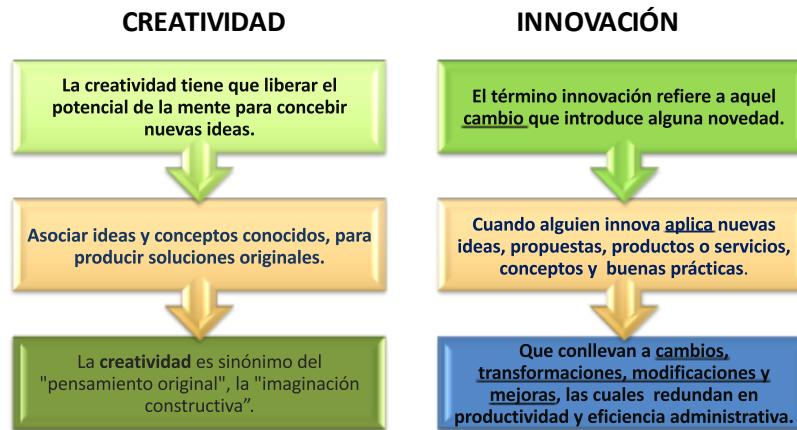 CREATIVIDAD
La creatividad tiene que liberar el
potencial de la mente para concebir
nuevas ideas.
Asociar ideas y conceptos conocidos, para
producir soluciones originales.
La creatividad es sinónimo del
"pensamiento original", la "imaginación
constructiva”.
INNOVACIÓN
El término innovación refiere a aquel
cambio que introduce alguna novedad.
Cuando alguien innova aplica nuevas
ideas, propuestas, productos o servicios,
conceptos y buenas prácticas.
Que conllevan a cambios,
transformaciones, modificaciones y
mejoras, las cuales redundan en
productividad y eficiencia administrativa.